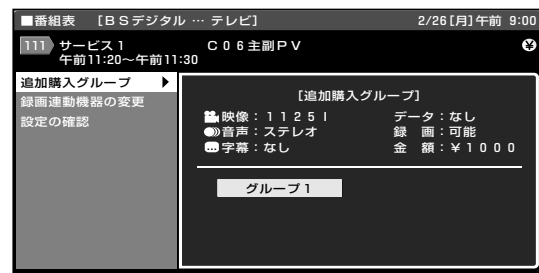 ■番組表 [BSデジタル … テレビ] 2/26[月]午前 9:00
111 サービス1 C06主副PV ¥
午前11:20～午前11:30
追加購入グループ ▶
録画連動機器の変更
設定の確認
[追加購入グループ]
映像：1125I データ：なし
音声：ステレオ 録 画：可能
字幕：なし 金 額：¥1000
グループ1